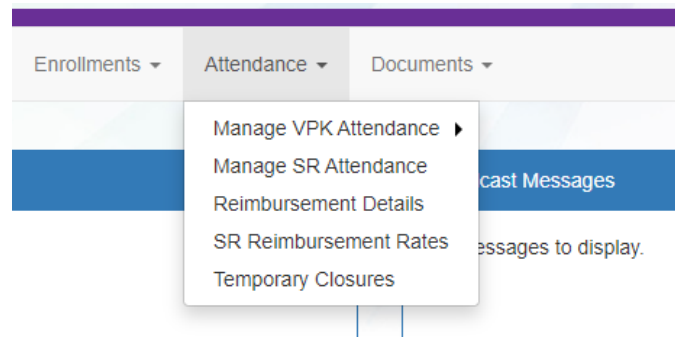 Enrollments Attendance Documents
Manage VPK Attendance
Manage SR Attendance
cast Messages
Reimbursement Details
SR Reimbursement Rates
essages to display.
Temporary Closures